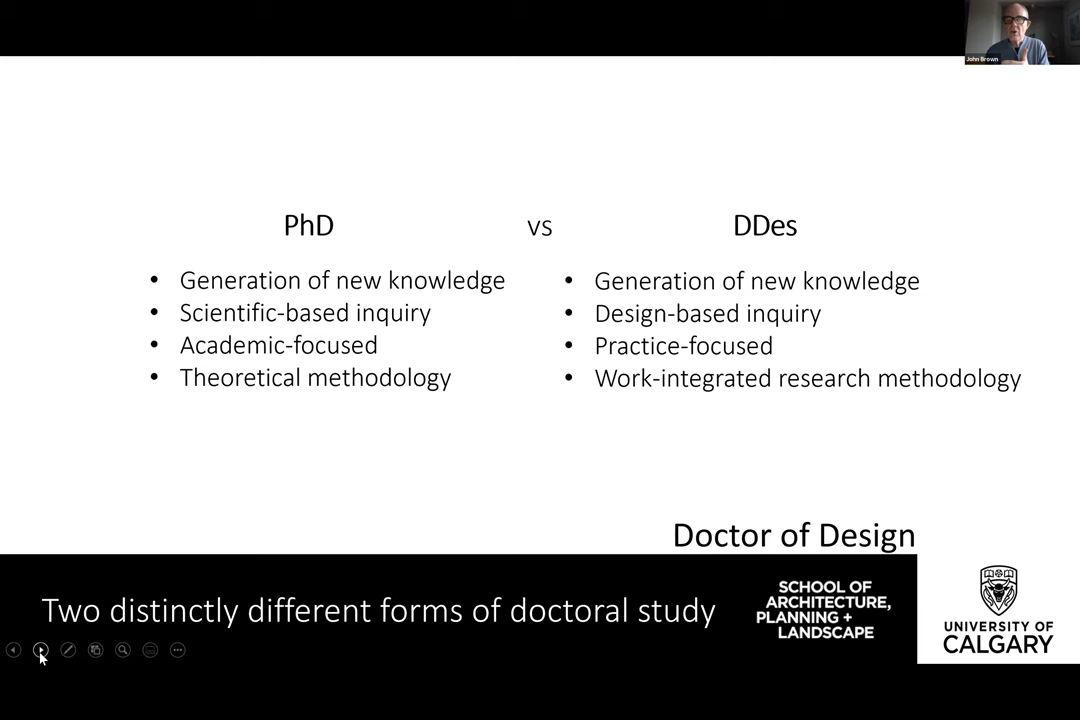 John Brown
PhD vs DDes
• Generation of new knowledge
• Scientific-based inquiry
• Academic-focused
• Theoretical methodology
• Generation of new knowledge
• Design-based inquiry
• Practice-focused
• Work-integrated research methodology
Doctor of Design
Two distinctly different forms of doctoral study
SCHOOL OF
ARCHITECTURE,
PLANNING +
LANDSCAPE
UNIVERSITY OF
CALGARY